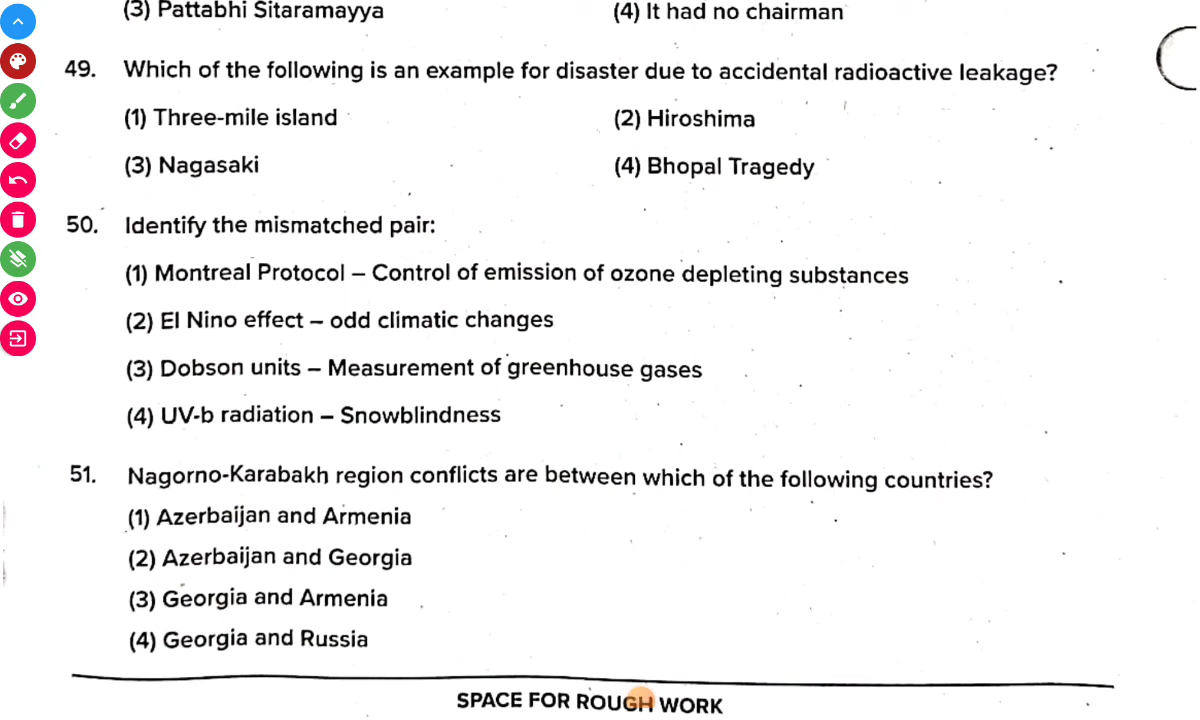 (3) Pattabhi Sitaramayya (4) It had no chairman
49. Which of the following is an example for disaster due to accidental radioactive leakage?
(1) Three-mile island (2) Hiroshima
(3) Nagasaki (4) Bhopal Tragedy
50. Identify the mismatched pair:
(1) Montreal Protocol – Control of emission of ozone depleting substances
(2) El Nino effect – odd climatic changes
(3) Dobson units – Measurement of greenhouse gases
(4) UV-b radiation – Snowblindness
51. Nagorno-Karabakh region conflicts are between which of the following countries?
(1) Azerbaijan and Armenia
(2) Azerbaijan and Georgia
(3) Georgia and Armenia
(4) Georgia and Russia
SPACE FOR ROUGH WORK